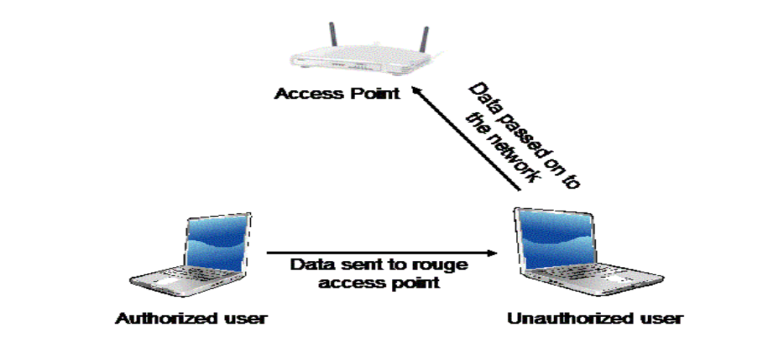 Access Point
Data passed on to
the network
Data sent to rouge
access point
Authorized user
Unauthorized user